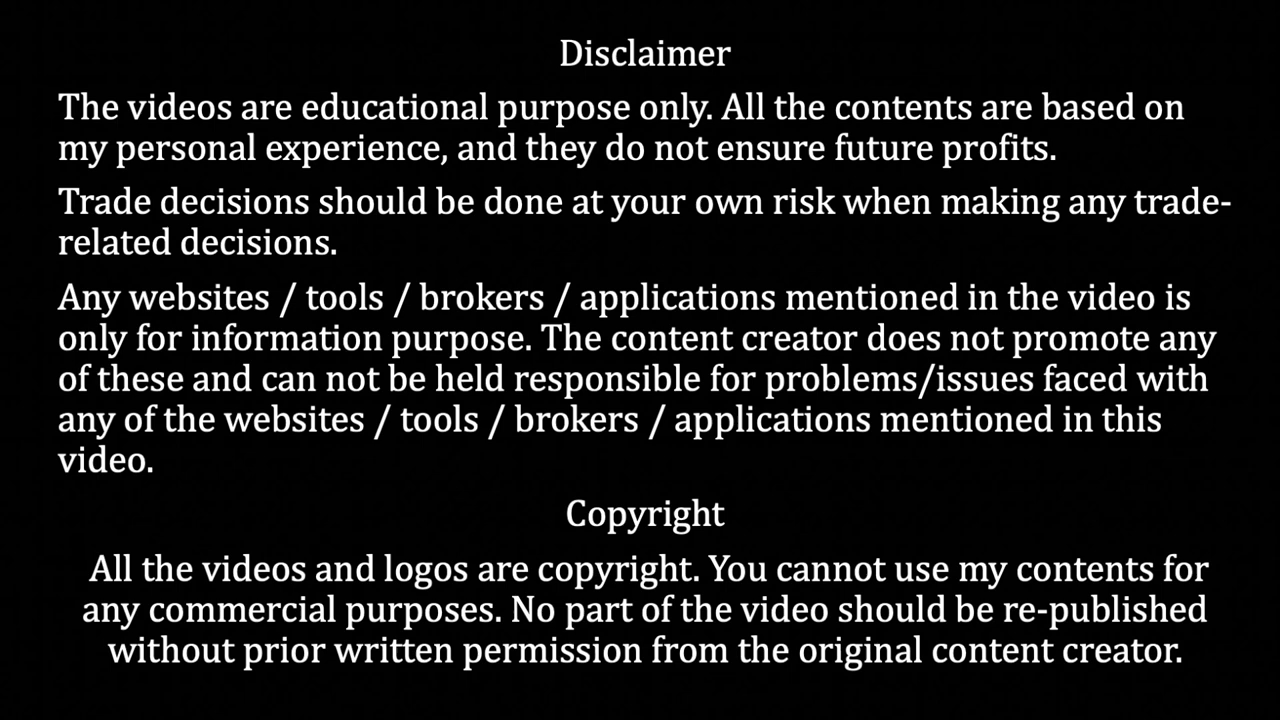 Disclaimer
The videos are educational purpose only. All the contents are based on
my personal experience, and they do not ensure future profits.
Trade decisions should be done at your own risk when making any trade-
related decisions.
Any websites / tools / brokers / applications mentioned in the video is
only for information purpose. The content creator does not promote any
of these and can not be held responsible for problems/issues faced with
any of the websites / tools / brokers / applications mentioned in this
video.
Copyright
All the videos and logos are copyright. You cannot use my contents for
any commercial purposes. No part of the video should be re-published
without prior written permission from the original content creator.